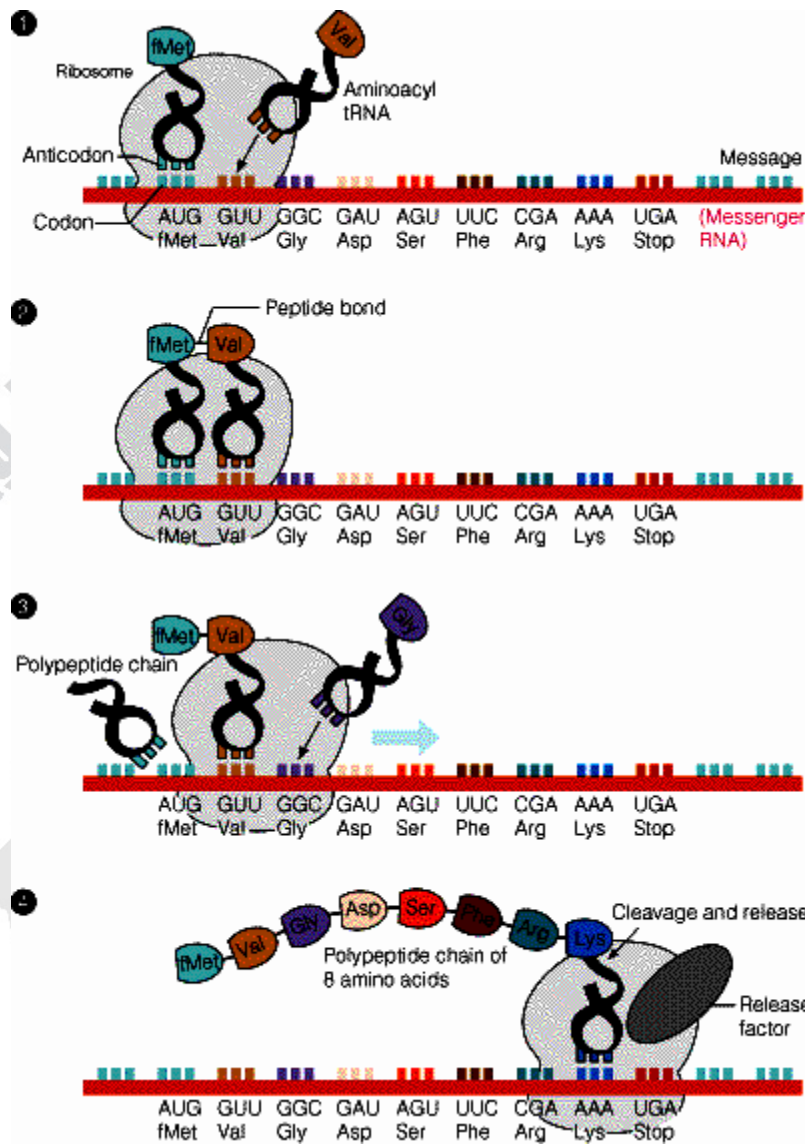 1
fMet
Val
Ribosome
Aminoacyl
tRNA
Anticodon
Message
Codon
AUG GUU GGC GAU AGU UUC CGA AAA UGA (Messenger
fMet Val Gly Asp Ser Phe Arg Lys Stop RNA)
2
Peptide bond
fMet Val
AUG GUU GGC GAU AGU UUC CGA AAA UGA
fMet Val Gly Asp Ser Phe Arg Lys Stop
3
fMet Val Gly
Polypeptide chain
AUG GUU GGC GAU AGU UUC CGA AAA UGA
fMet Val Gly Asp Ser Phe Arg Lys Stop
4
fMet Val Gly Asp Ser Phe Arg Lys
Cleavage and release
Polypeptide chain of
8 amino acids
Release
factor
AUG GUU GGC GAU AGU UUC CGA AAA UGA
fMet Val Gly Asp Ser Phe Arg Lys Stop